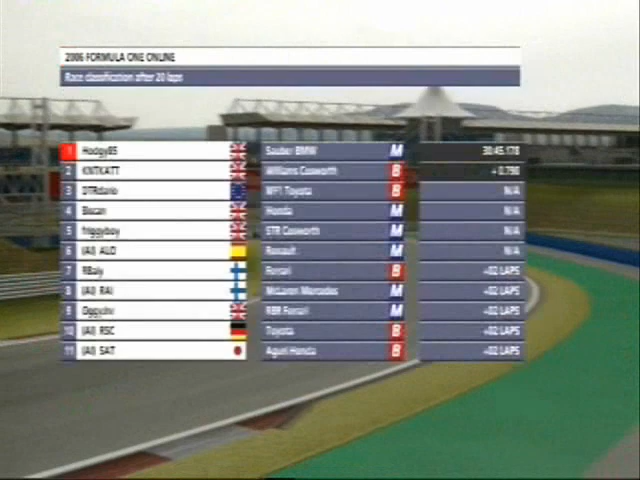 2006 FORMULA ONE ONLINE
Race classification after 20 laps
1 Hodgy85 Sauber BMW M 30:45.178
2 KNTKATT Williams Cosworth B + 0.790
3 DTRdario MF1 Toyota B N/A
4 Honda M N/A
5 friggyboy STR Cosworth M N/A
6 (AI) ALO Renault M N/A
7 RBaly Ferrari B +02 LAPS
8 (AI) RAI McLaren Mercedes M +02 LAPS
9 RBR Ferrari M +02 LAPS
10 (AI) RSC Toyota B +02 LAPS
11 (AI) SAT Aguri Honda B +02 LAPS